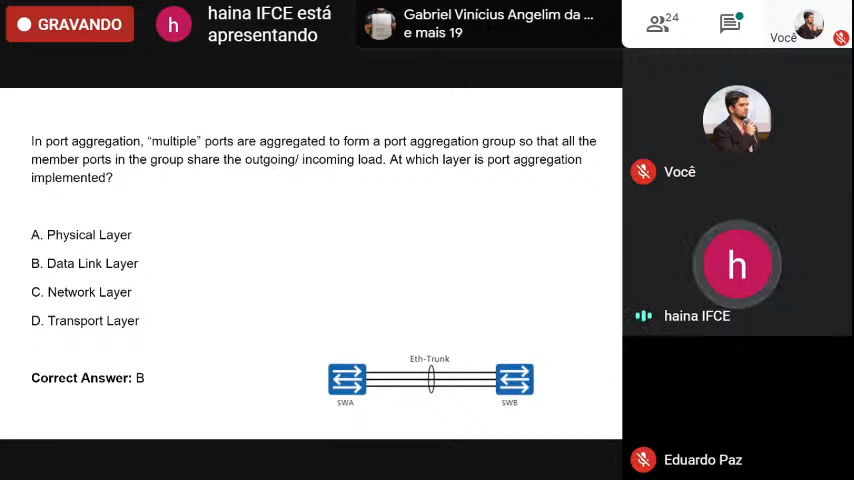 GRAVANDO
h
haina IFCE está
apresentando
Gabriel Vinícius Angelim da ...
e mais 19
24
Você
In port aggregation, “multiple” ports are aggregated to form a port aggregation group so that all the
member ports in the group share the outgoing/ incoming load. At which layer is port aggregation
implemented?
A. Physical Layer
B. Data Link Layer
C. Network Layer
D. Transport Layer
Correct Answer: B
Eth-Trunk
SWA
SWB
Você
h
haina IFCE
Eduardo Paz